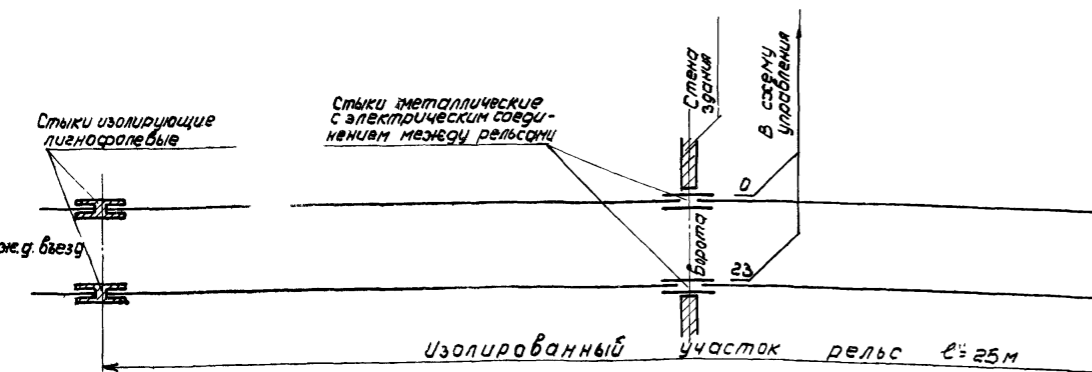 Стыки изолирующие
лигнофолевые
Стыки металлические
с электрическим соеди-
нением между рельсами
Стена
здания
В схему
управления
0
ж.д. въезд
Ворота
23
Изолированный участок рельс l=25м